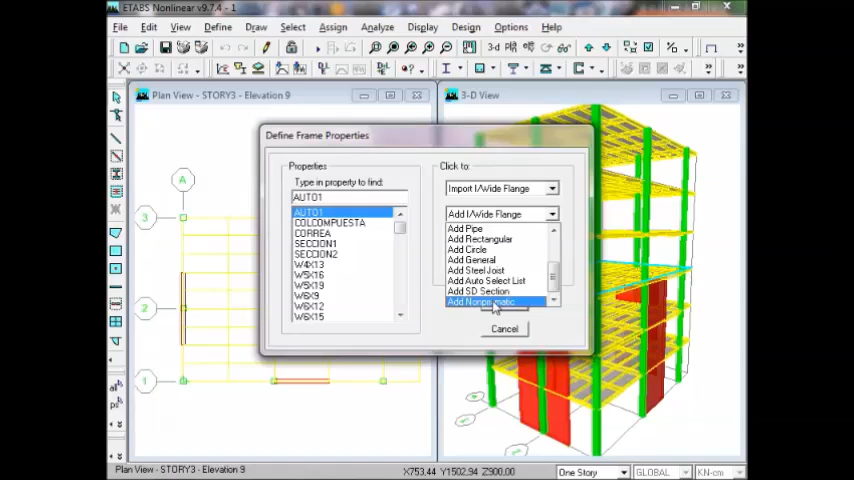 ETABS Nonlinear v9.7.4 - 1
File Edit View Define Draw Select Assign Analyze Display Design Options Help
3-d
Plan View - STORY3 - Elevation 9
3-D View
Define Frame Properties
Properties
Type in property to find:
AUTO1
AUTO1
COLCOMPUESTA
CORREA
SECCION1
SECCION2
W4X13
W5X16
W5X19
W6X9
W6X12
W6X15
Click to:
Import I/Wide Flange
Add I/Wide Flange
Add Pipe
Add Rectangular
Add Circle
Add General
Add Steel Joist
Add Auto Select List
Add SD Section
Add Nonprismatic
Cancel
A
3
2
1
all
Plan View - STORY3 - Elevation 9
X753,44 Y1502,94 Z900,00
One Story
GLOBAL
KN-cm